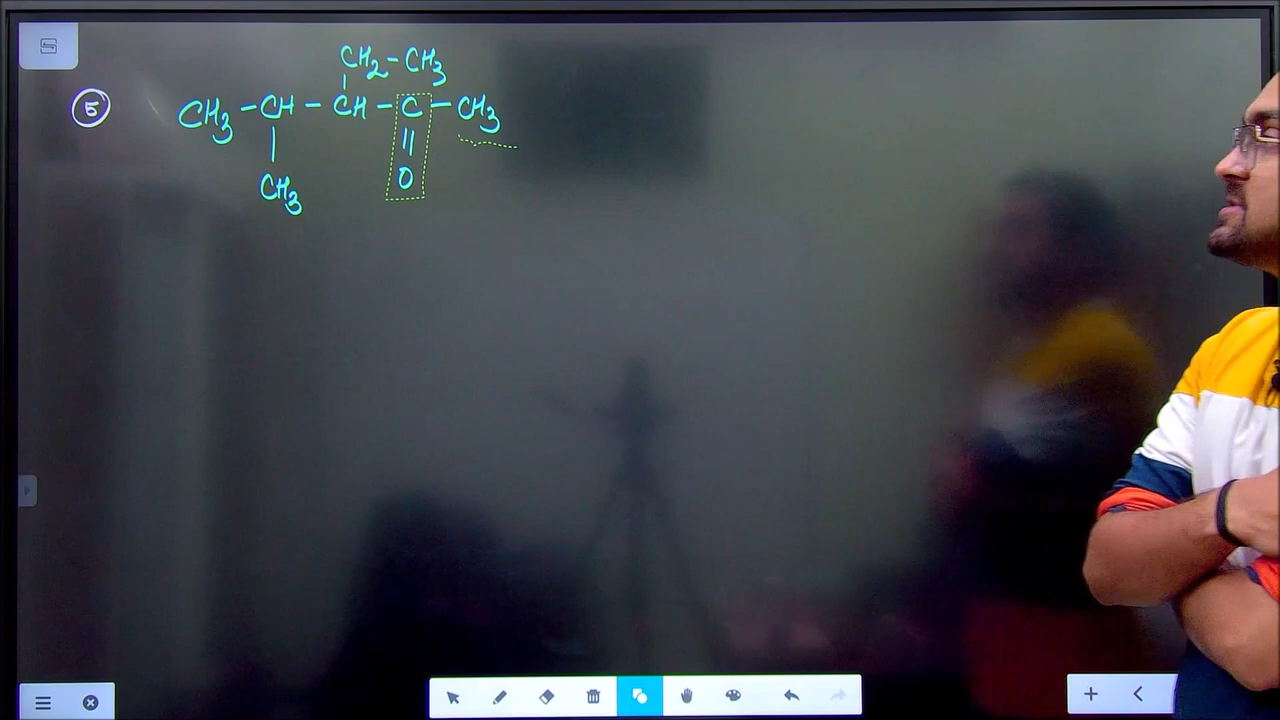 CH2-CH3
⑤ CH3 - CH - CH - C - CH3
CH3 O